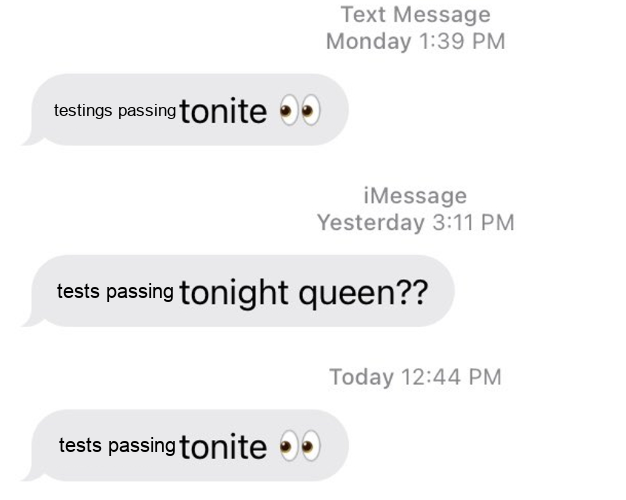 Text Message
Monday 1:39 PM
testings passing tonite 👀
iMessage
Yesterday 3:11 PM
tests passing tonight queen??
Today 12:44 PM
tests passing tonite 👀